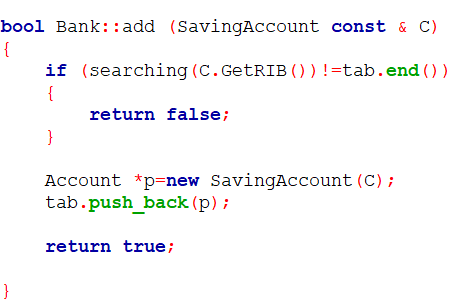 bool Bank::add (SavingAccount const & C)
{
    if (searching(C.GetRIB())!=tab.end())
    {
        return false;
    }
    Account *p=new SavingAccount(C);
    tab.push_back(p);
    return true;
}